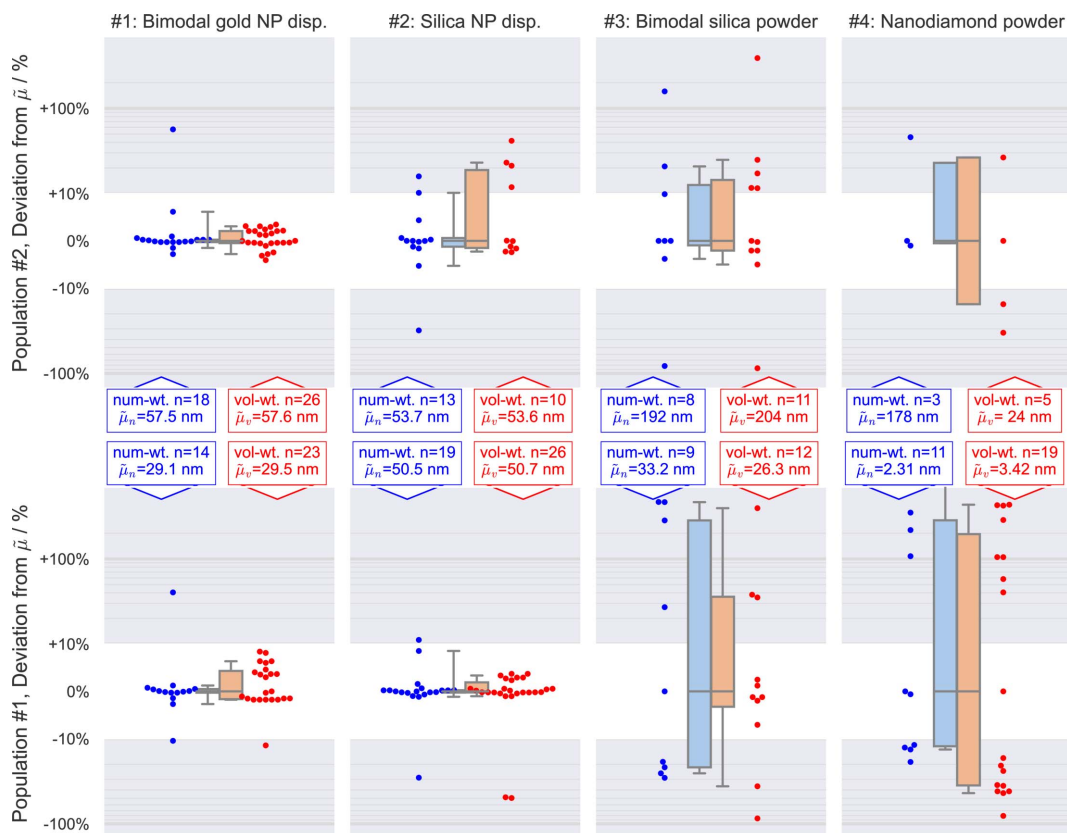 #1: Bimodal gold NP disp.
#2: Silica NP disp.
#3: Bimodal silica powder
#4: Nanodiamond powder
Population #2, Deviation from μ̃ / %
+100%
+10%
0%
-10%
-100%
num-wt. n=18
μ̃ₙ=57.5 nm
vol-wt. n=26
μ̃ᵥ=57.6 nm
num-wt. n=13
μ̃ₙ=53.7 nm
vol-wt. n=10
μ̃ᵥ=53.6 nm
num-wt. n=8
μ̃ₙ=192 nm
vol-wt. n=11
μ̃ᵥ=204 nm
num-wt. n=3
μ̃ₙ=178 nm
vol-wt. n=5
μ̃ᵥ= 24 nm
num-wt. n=14
μ̃ₙ=29.1 nm
vol-wt. n=23
μ̃ᵥ=29.5 nm
num-wt. n=19
μ̃ₙ=50.5 nm
vol-wt. n=26
μ̃ᵥ=50.7 nm
num-wt. n=9
μ̃ₙ=33.2 nm
vol-wt. n=12
μ̃ᵥ=26.3 nm
num-wt. n=11
μ̃ₙ=2.31 nm
vol-wt. n=19
μ̃ᵥ=3.42 nm
Population #1, Deviation from μ̃ / %
+100%
+10%
0%
-10%
-100%